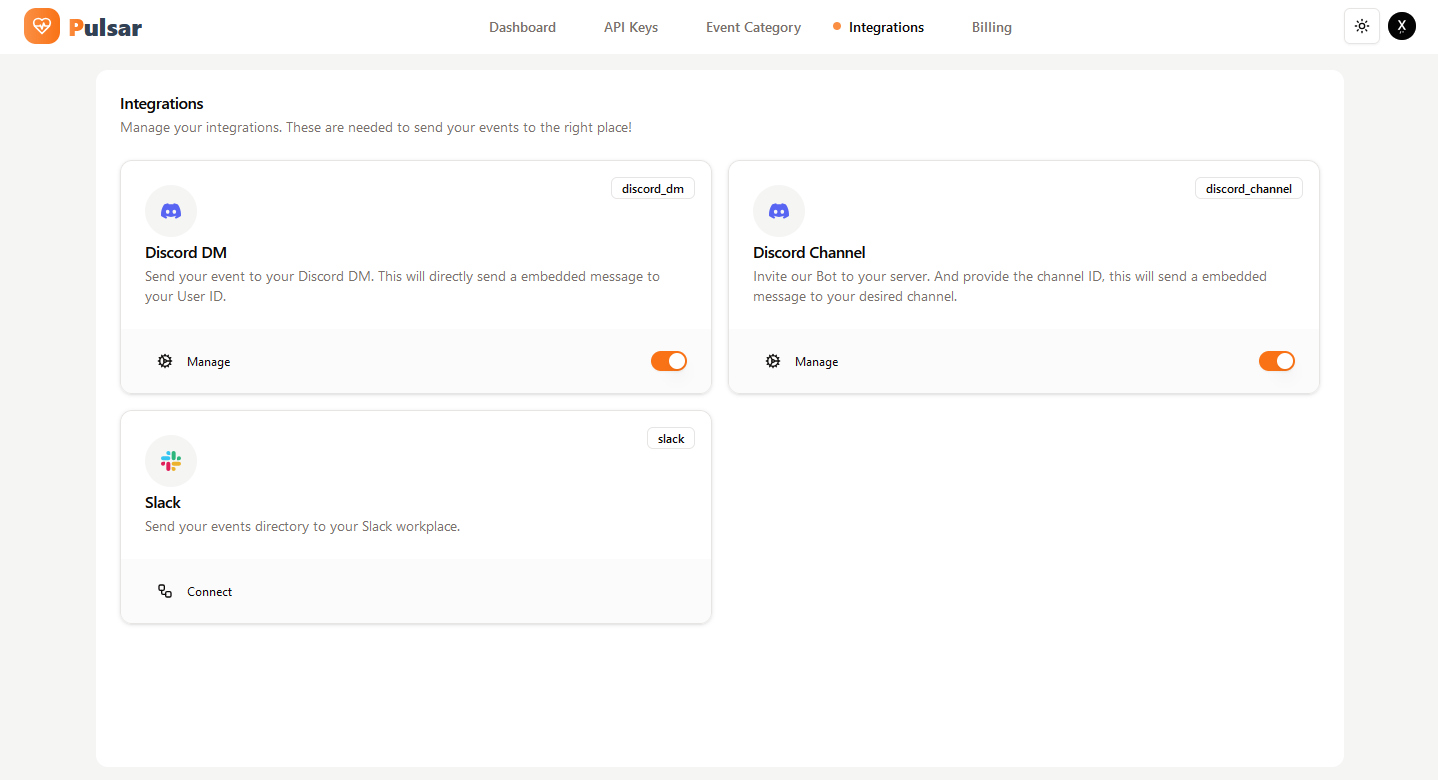 Pulsar
Dashboard
API Keys
Event Category
Integrations
Billing
X
Integrations
Manage your integrations. These are needed to send your events to the right place!
discord_dm
Discord DM
Send your event to your Discord DM. This will directly send a embedded message to
your User ID.
Manage
discord_channel
Discord Channel
Invite our Bot to your server. And provide the channel ID, this will send a embedded
message to your desired channel.
Manage
slack
Slack
Send your events directory to your Slack workplace.
Connect